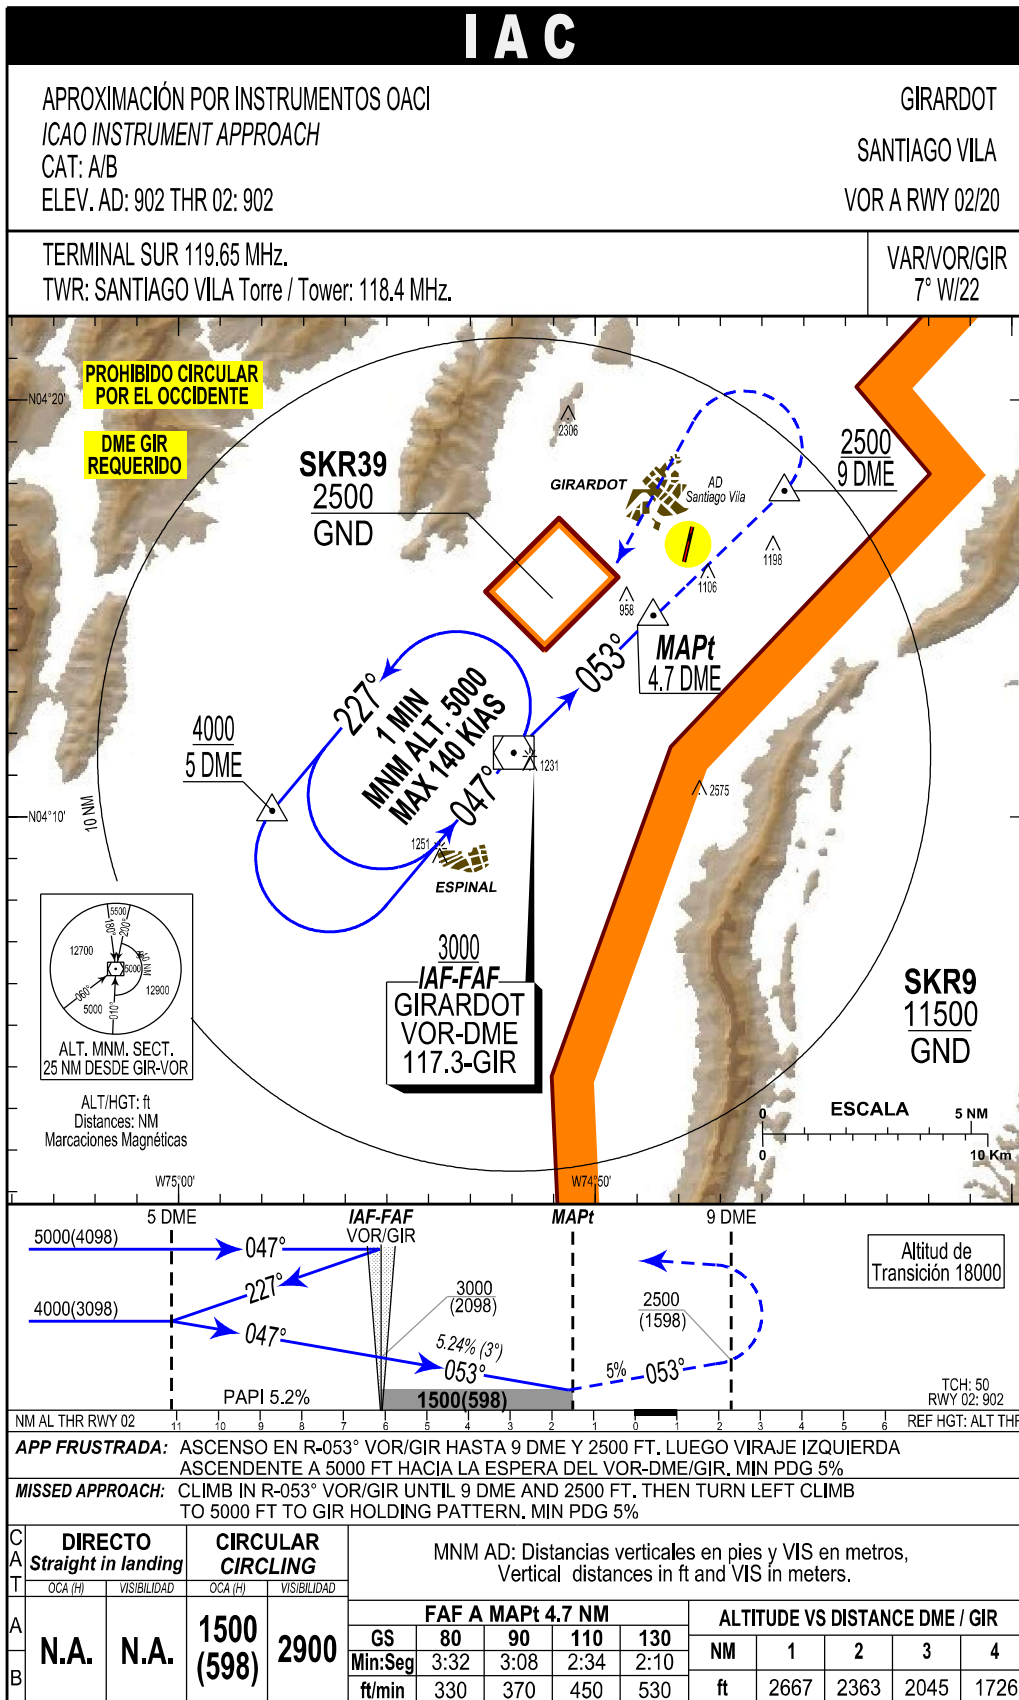 IAC
APROXIMACIÓN POR INSTRUMENTOS OACI
ICAO INSTRUMENT APPROACH
CAT: A/B
ELEV. AD: 902 THR 02: 902
GIRARDOT
SANTIAGO VILA
VOR A RWY 02/20
TERMINAL SUR 119.65 MHz.
TWR: SANTIAGO VILA Torre / Tower: 118.4 MHz.
VAR/VOR/GIR
7° W/22
PROHIBIDO CIRCULAR
POR EL OCCIDENTE
DME GIR
REQUERIDO
N04°20'
SKR39
2500
GND
2306
GIRARDOT
AD
Santiago Vila
2500
9 DME
1198
1106
958
MAPt
4.7 DME
053°
227°
1 MIN
MNM ALT. 5000
MAX 140 KIAS
047°
4000
5 DME
1231
2575
N04°10'
10 NM
1251
ESPINAL
3000
IAF-FAF
GIRARDOT
VOR-DME
117.3-GIR
5500
180°
200°
12700
10 NM
5000
12900
060°
5000
010°
ALT. MNM. SECT.
25 NM DESDE GIR-VOR
ALT/HGT: ft
Distances: NM
Marcaciones Magnéticas
SKR9
11500
GND
0 ESCALA 5 NM
0 10 Km
W75°00'
W74°50'
5 DME
IAF-FAF
VOR/GIR
MAPt
9 DME
5000(4098)
047°
227°
4000(3098)
047°
3000
(2098)
2500
(1598)
Altitud de
Transición 18000
5.24% (3°)
053°
5%
053°
PAPI 5.2%
1500(598)
TCH: 50
RWY 02: 902
NM AL THR RWY 02
11 10 9 8 7 6 5 4 3 2 1 0 1 2 3 4 5 6
REF HGT: ALT THR
APP FRUSTRADA: ASCENSO EN R-053° VOR/GIR HASTA 9 DME Y 2500 FT. LUEGO VIRAJE IZQUIERDA
ASCENDENTE A 5000 FT HACIA LA ESPERA DEL VOR-DME/GIR. MIN PDG 5%
MISSED APPROACH: CLIMB IN R-053° VOR/GIR UNTIL 9 DME AND 2500 FT. THEN TURN LEFT CLIMB
TO 5000 FT TO GIR HOLDING PATTERN. MIN PDG 5%
CAT
DIRECTO
Straight in landing
CIRCULAR
CIRCLING
OCA (H) VISIBILIDAD OCA (H) VISIBILIDAD
MNM AD: Distancias verticales en pies y VIS en metros,
Vertical distances in ft and VIS in meters.
A
B
N.A. N.A. 1500
(598) 2900
FAF A MAPt 4.7 NM
GS 80 90 110 130
Min:Seg 3:32 3:08 2:34 2:10
ft/min 330 370 450 530
ALTITUDE VS DISTANCE DME / GIR
NM 1 2 3 4
ft 2667 2363 2045 1726